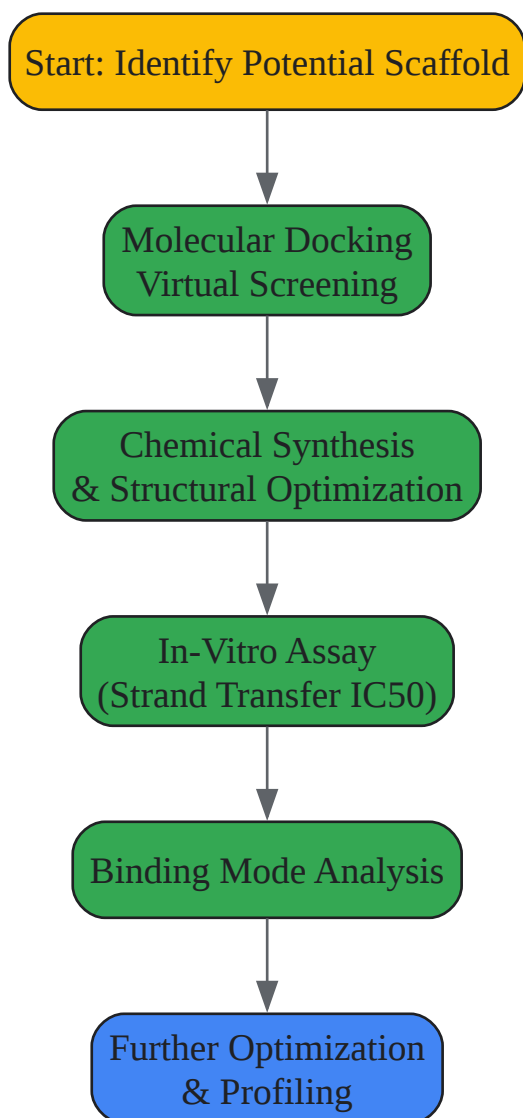 Start: Identify Potential Scaffold
Molecular Docking
Virtual Screening
Chemical Synthesis
& Structural Optimization
In-Vitro Assay
(Strand Transfer IC50)
Binding Mode Analysis
Further Optimization
& Profiling